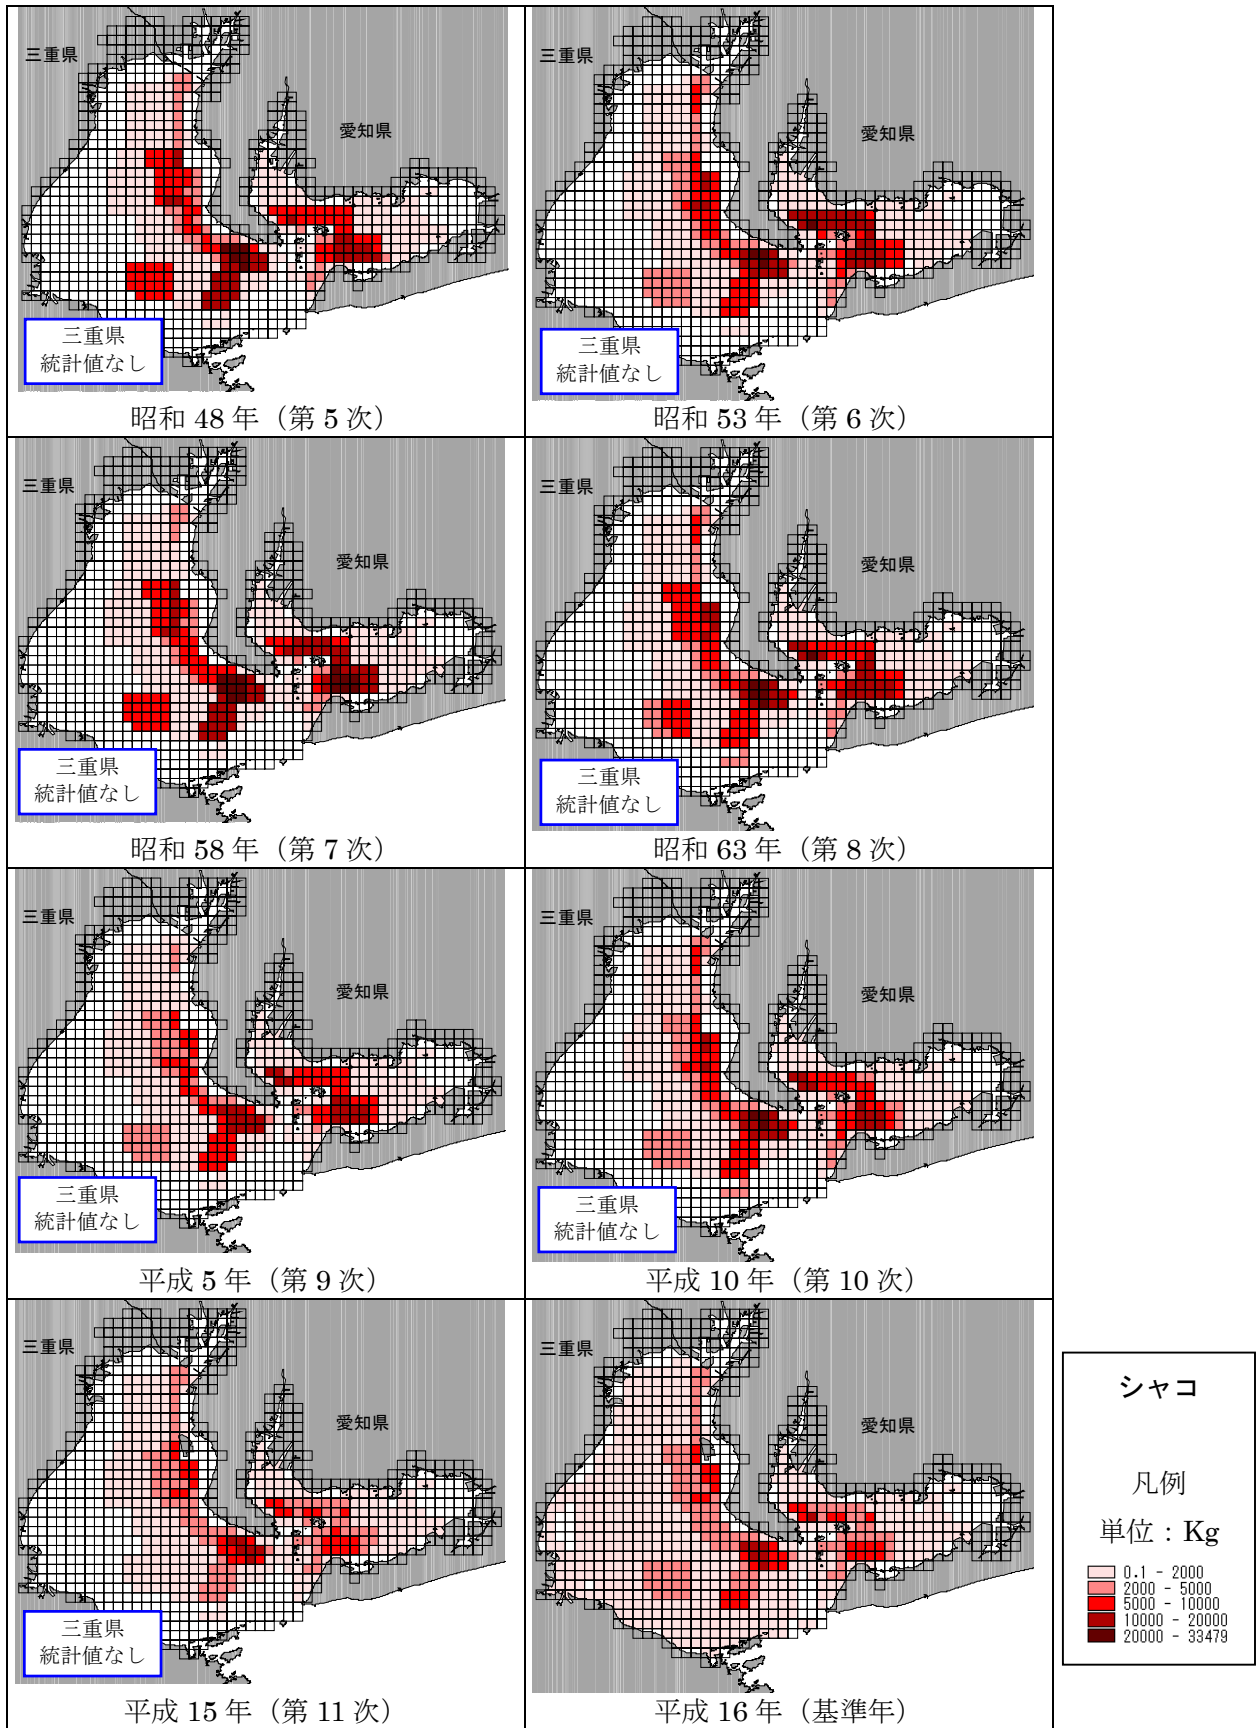 三重県
愛知県
三重県
統計値なし
昭和 48 年（第 5 次）
三重県
愛知県
三重県
統計値なし
昭和 53 年（第 6 次）
三重県
愛知県
三重県
統計値なし
昭和 58 年（第 7 次）
三重県
愛知県
三重県
統計値なし
昭和 63 年（第 8 次）
三重県
愛知県
三重県
統計値なし
平成 5 年（第 9 次）
三重県
愛知県
三重県
統計値なし
平成 10 年（第 10 次）
三重県
愛知県
三重県
統計値なし
平成 15 年（第 11 次）
三重県
愛知県
平成 16 年（基準年）
シャコ
凡例
単位：Kg
0.1 - 2000
2000 - 5000
5000 - 10000
10000 - 20000
20000 - 33479